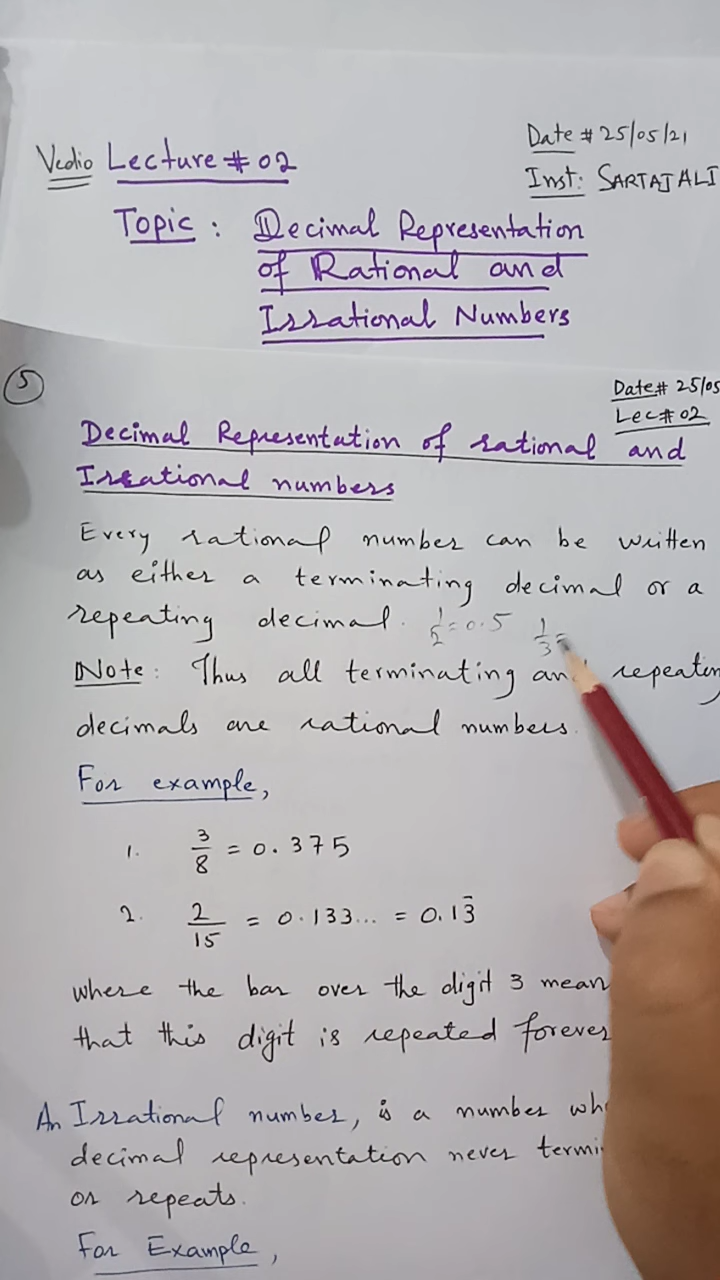 Vedio Lecture # 02
Date # 25/05/21
Inst: SARTAJ ALI
Topic: Decimal Representation
of Rational and
Irrational Numbers
5
Date# 25/05
Lec# 02
Decimal Representation of rational and
Irrational numbers
Every rational number can be written
as either a terminating decimal or a
repeating decimal. 1/2 = 0.5 1/3 =
Note: Thus all terminating and repeatin
decimals are rational numbers.
For example,
1. 3/8 = 0.375
2. 2/15 = 0.133... = 0.13̄
where the bar over the digit 3 mean
that this digit is repeated forever
An Irrational number, is a number wh
decimal representation never termi
or repeats.
For Example,